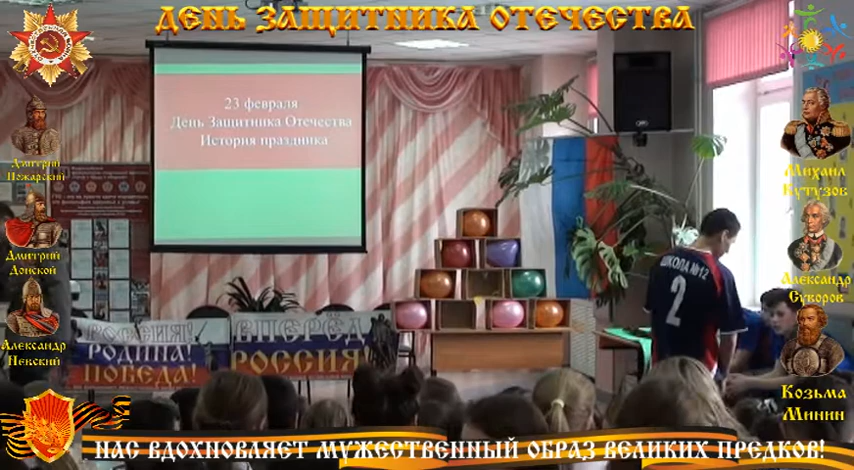 ДЕНЬ ЗАЩИТНИКА ОТЕЧЕСТВА
23 февраля
День Защитника Отечества
История праздника
Дмитрий
Пожарский
Дмитрий
Донской
Александр
Невский
Михаил
Кутузов
Александр
Суворов
Козьма
Минин
ШКОЛА №12
2
РОССИЯ!
РОДИНА!
ПОБЕДА!
ВПЕРЁД
РОССИЯ!
НАС ВДОХНОВЛЯЕТ МУЖЕСТВЕННЫЙ ОБРАЗ ВЕЛИКИХ ПРЕДКОВ!